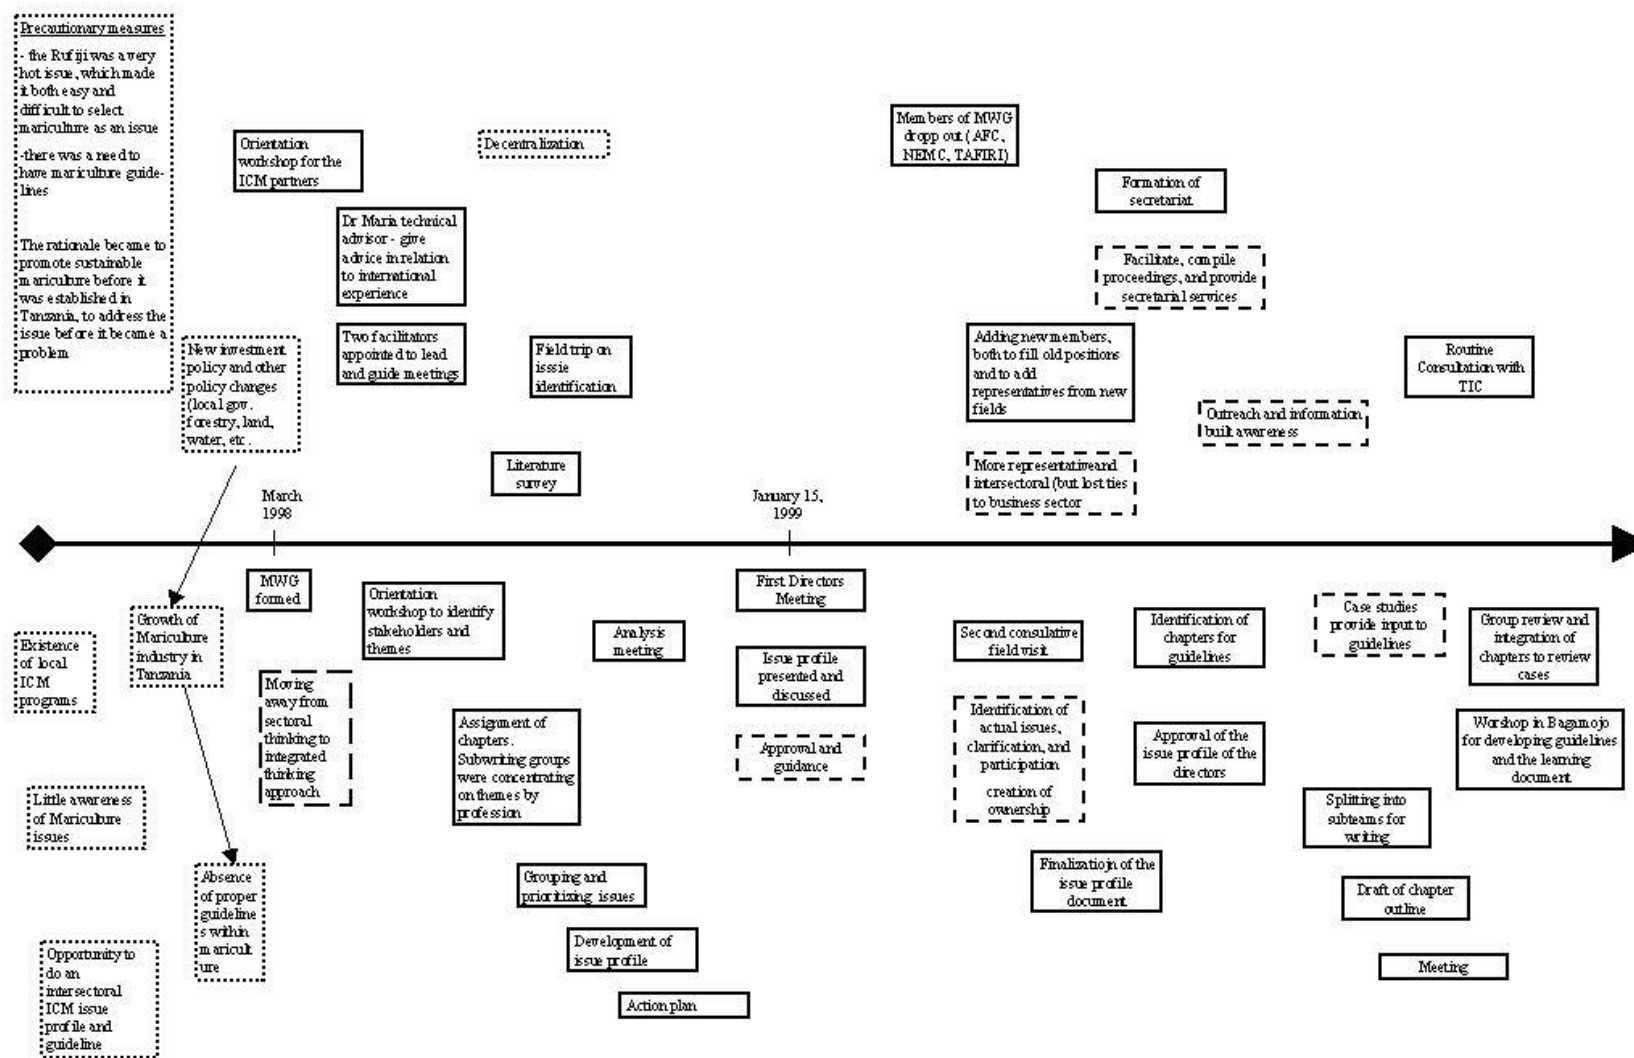 Precautionary measures
- the Rufiji was a very
hot issue, which made
it both easy and
difficult to select
mariculture as an issue
-there was a need to
have mariculture guide-
lines
The rationale became to
promote sustainable
mariculture before it
was established in
Tanzania, to address the
issue before it became a
problem
New investment
policy and other
policy changes
(local gov.
forestry, land,
water, etc .
Orientation
workshop for the
ICM partners
Dr Maria technical
advisor - give
advice in relation
to international
experience
Two facilitators
appointed to lead
and guide meetings
Decentralization
Field trip on
isssie
identification
Literature
survey
Members of MWG
dropp out (AFC,
NEMC, TAFIRI)
Formation of
secretariat
Facilitate, compile
proceedings, and provide
secretarial services
Adding new members,
both to fill old positions
and to add
representatives from new
fields
More representative and
intersectoral (but lost ties
to business sector
Outreach and information
built awareness
Routine
Consultation with
TIC
March
1998
January 15,
1999
Existence
of local
ICM
programs
Little awareness
of Mariculture
issues
Opportunity to
do an
intersectoral
ICM issue
profile and
guideline
Growth of
Mariculture
industry in
Tanzania
Absence
of proper
guideline
s within
maricult
ure
MWG
formed
Moving
away from
sectoral
thinking to
integrated
thinking
approach
Orientation
workshop to identify
stakeholders and
themes
Assignment of
chapters.
Subwriting groups
were concentrating
on themes by
profession
Grouping and
prioritizing issues
Development of
issue profile
Action plan
Analysis
meeting
First Directors
Meeting
Issue profile
presented and
discussed
Approval and
guidance
Second consulative
field visit
Identification of
actual issues,
clarification, and
participation
creation of
ownership
Finalizatiojn of the
issue profile
document
Identification of
chapters for
guidelines
Approval of the
issue profile of the
directors
Case studies
provide input to
guidelines
Splitting into
subteams for
writing
Draft of chapter
outline
Meeting
Group review and
integration of
chapters to review
cases
Worshop in Bagamojo
for developing guidelines
and the learning
document